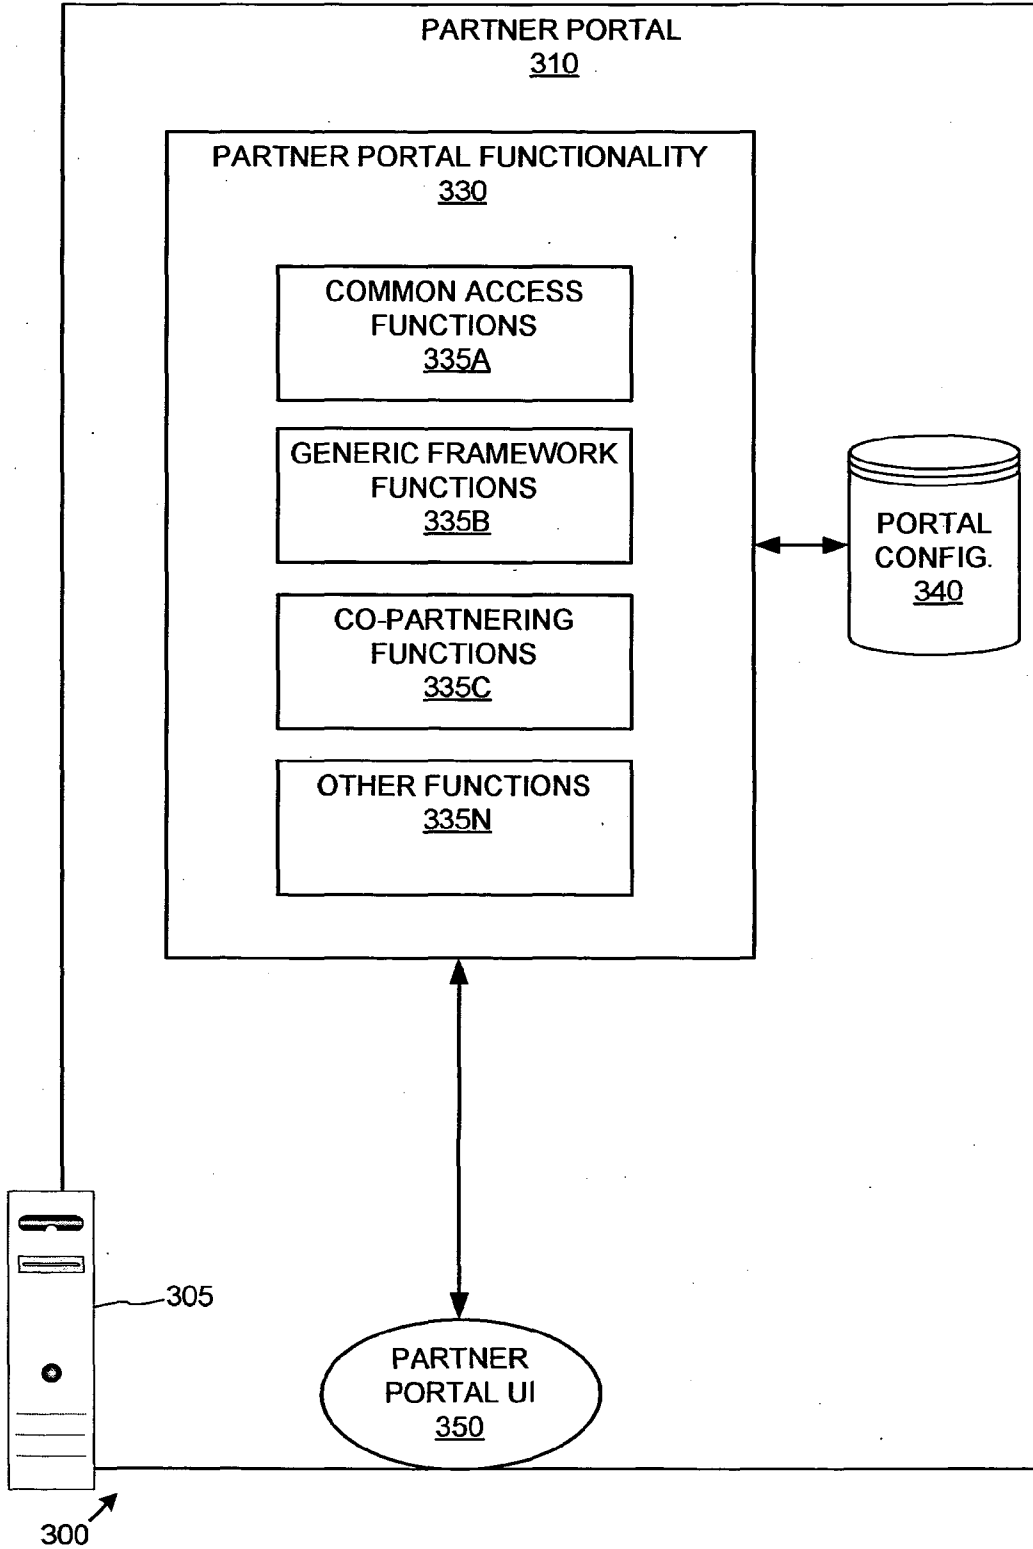 PARTNER PORTAL
310
PARTNER PORTAL FUNCTIONALITY
330
COMMON ACCESS
FUNCTIONS
335A
GENERIC FRAMEWORK
FUNCTIONS
335B
CO-PARTNERING
FUNCTIONS
335C
OTHER FUNCTIONS
335N
PORTAL
CONFIG.
340
305
PARTNER
PORTAL UI
350
300